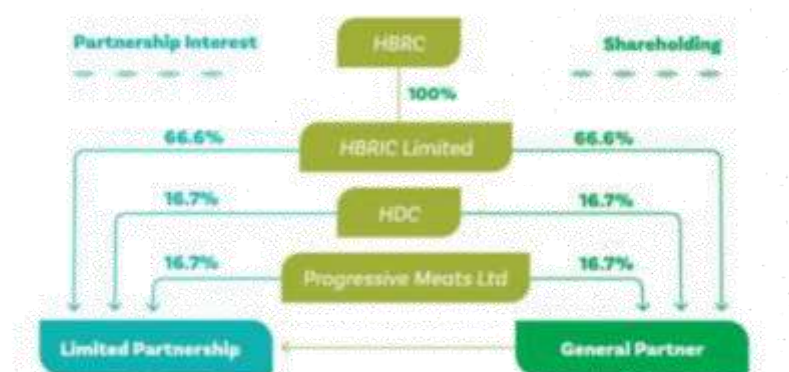 Partnership Interest
HBRC
Shareholding
100%
66.6%
HBRIC Limited
66.6%
16.7%
HDC
16.7%
16.7%
Progressive Meats Ltd
16.7%
Limited Partnership
General Partner